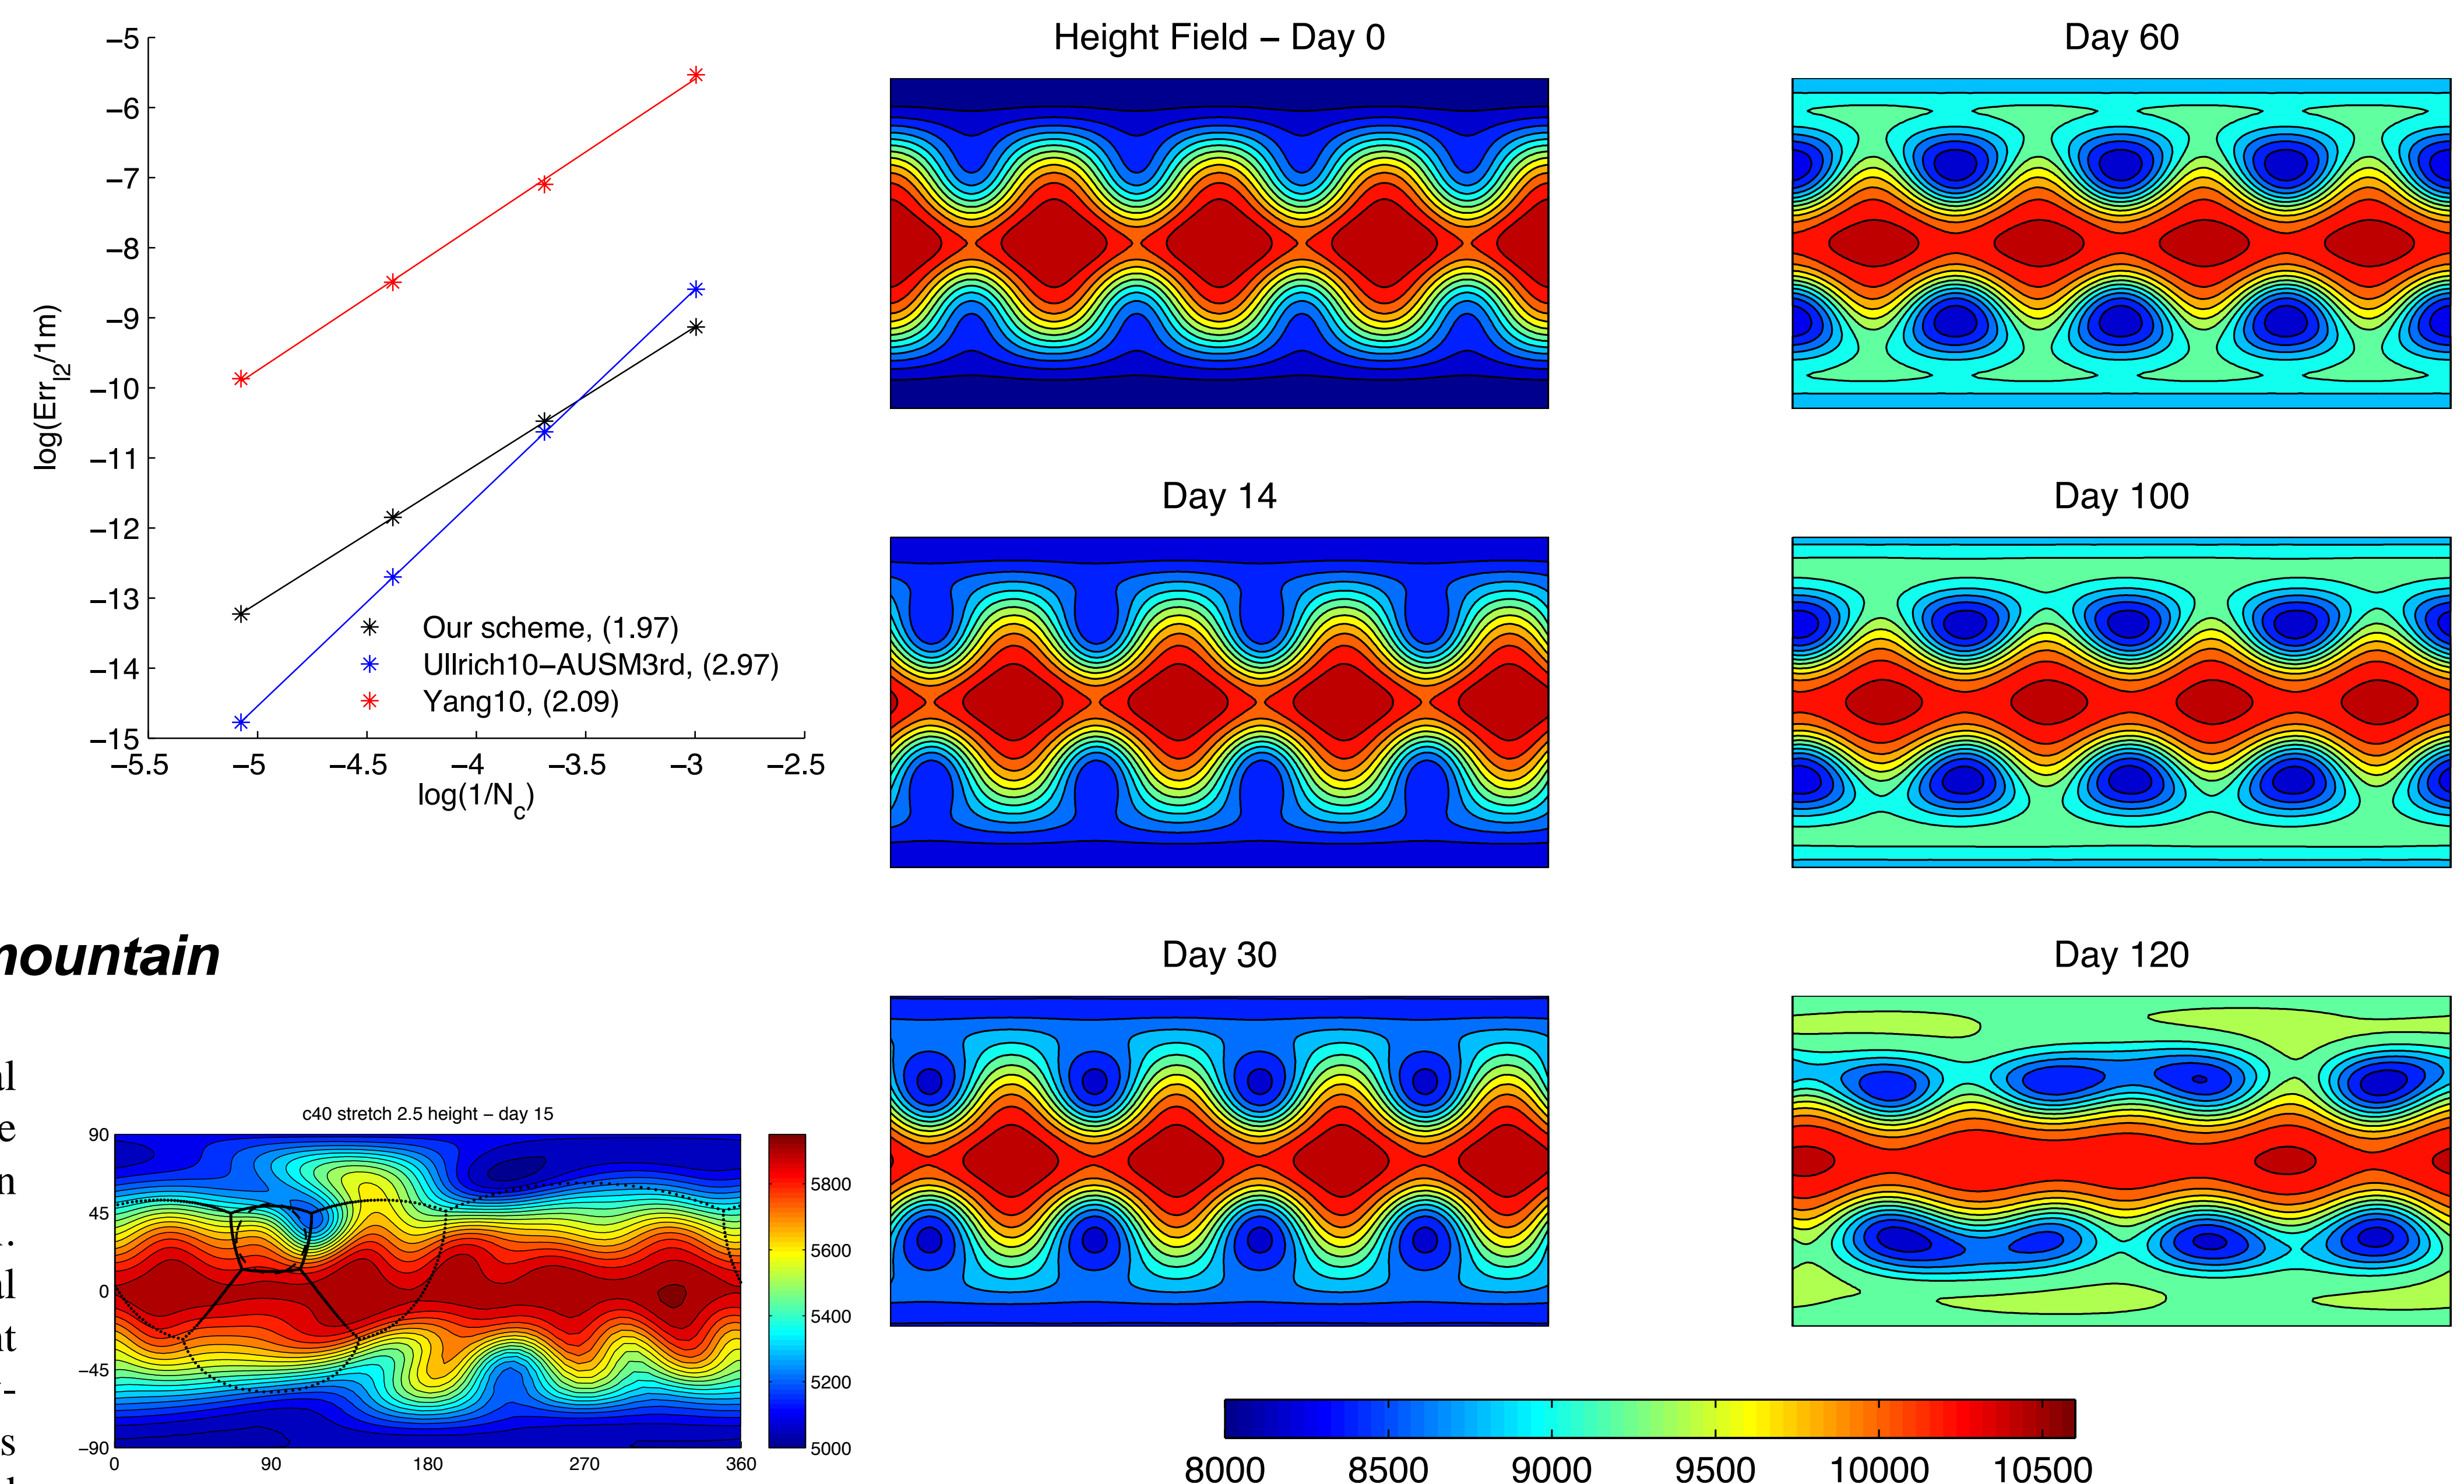 −5
−6
−7
−8
−9
−10
−11
−12
−13
−14
−15
log(Err_l2/1m)
Our scheme, (1.97)
Ullrich10−AUSM3rd, (2.97)
Yang10, (2.09)
−5.5 −5 −4.5 −4 −3.5 −3 −2.5
log(1/N_c)
Height Field − Day 0
Day 60
Day 14
Day 100
Day 30
Day 120
8000 8500 9000 9500 10000 10500
mountain
al
e
n
l.
al
nt
-
s
c40 stretch 2.5 height − day 15
90
45
0
−45
−90
0 90 180 270 360
5800
5600
5400
5200
5000